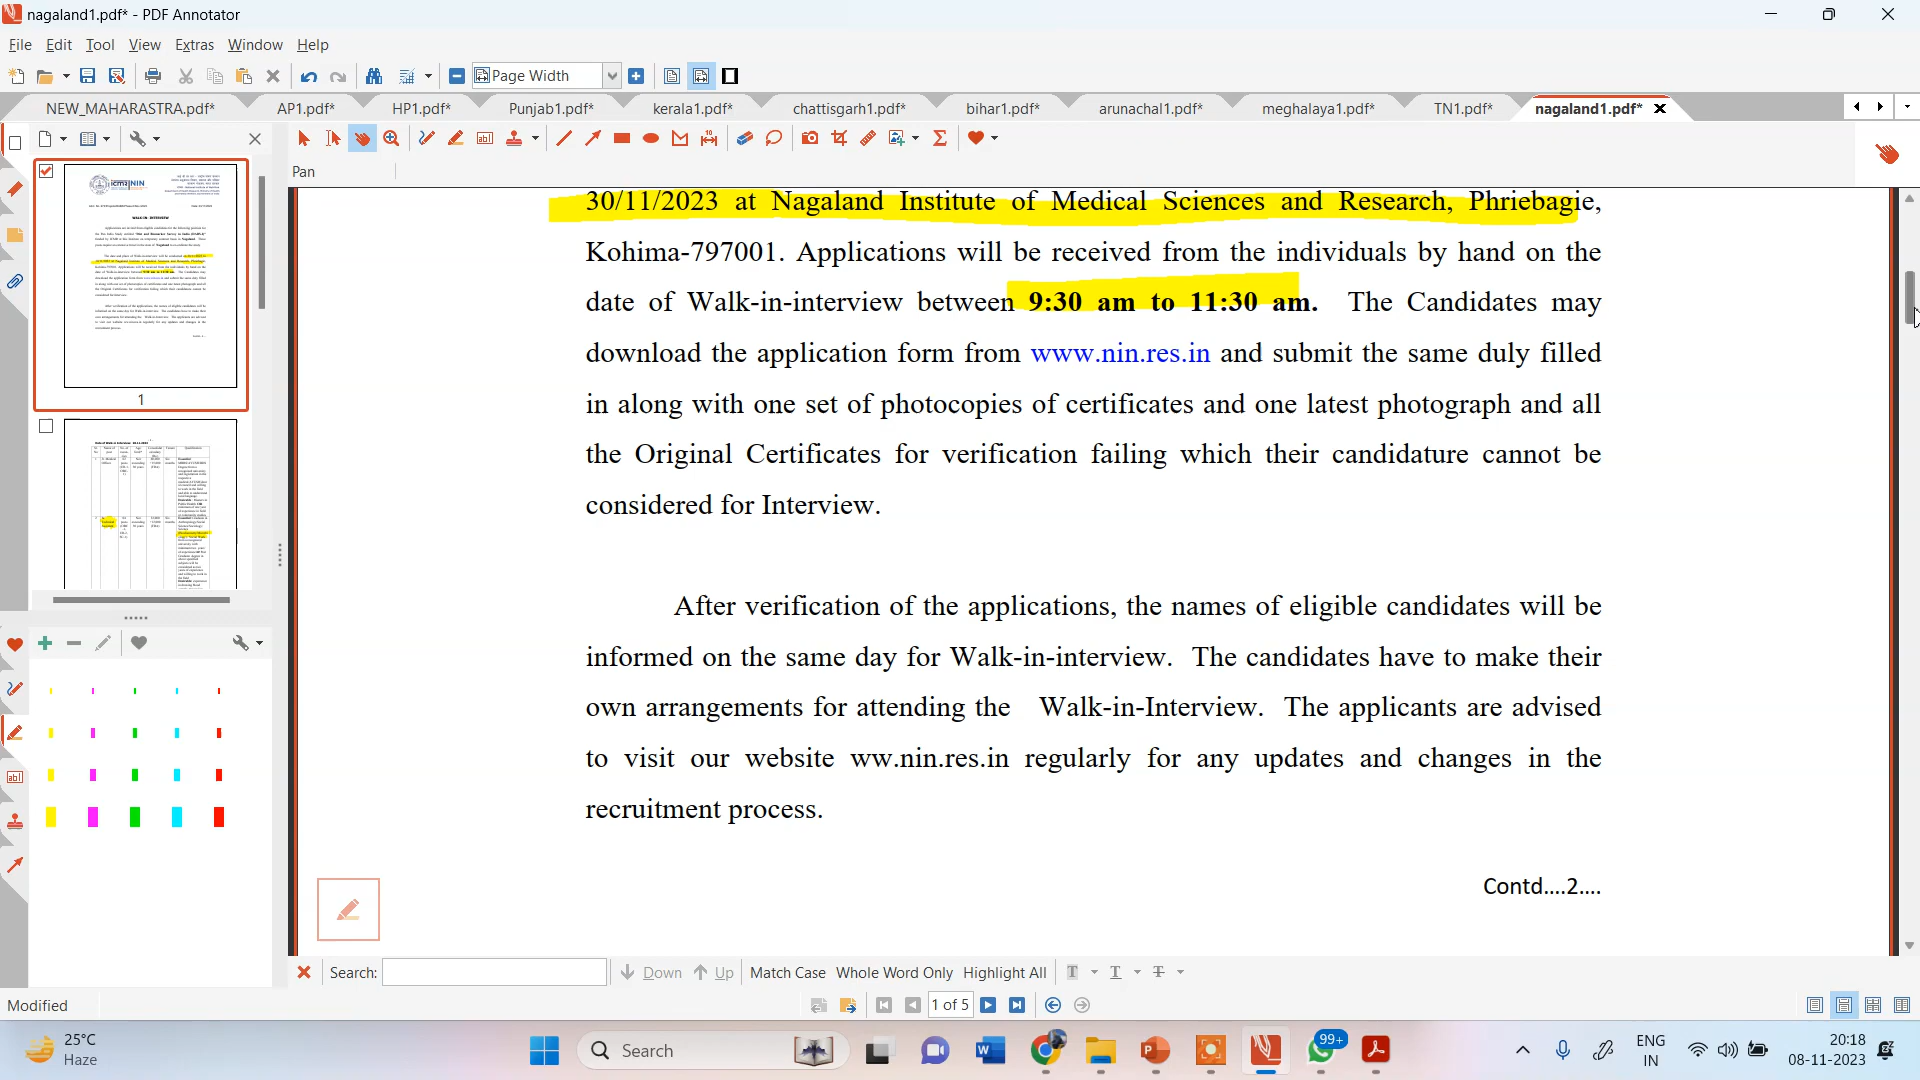 nagaland1.pdf* - PDF Annotator
File Edit Tool View Extras Window Help
Page Width
NEW_MAHARASTRA.pdf* AP1.pdf* HP1.pdf* Punjab1.pdf* kerala1.pdf* chattisgarh1.pdf* bihar1.pdf* arunachal1.pdf* meghalaya1.pdf* TN1.pdf* nagaland1.pdf*
Pan
WALK-IN- INTERVIEW
1
30/11/2023 at Nagaland Institute of Medical Sciences and Research, Phriebagie,
Kohima-797001. Applications will be received from the individuals by hand on the
date of Walk-in-interview between 9:30 am to 11:30 am. The Candidates may
download the application form from www.nin.res.in and submit the same duly filled
in along with one set of photocopies of certificates and one latest photograph and all
the Original Certificates for verification failing which their candidature cannot be
considered for Interview.
After verification of the applications, the names of eligible candidates will be
informed on the same day for Walk-in-interview. The candidates have to make their
own arrangements for attending the Walk-in-Interview. The applicants are advised
to visit our website ww.nin.res.in regularly for any updates and changes in the
recruitment process.
Contd....2....
Search: Down Up Match Case Whole Word Only Highlight All T T T
Modified
1 of 5
25°C
Haze
Search
99+
ENG
IN
20:18
08-11-2023